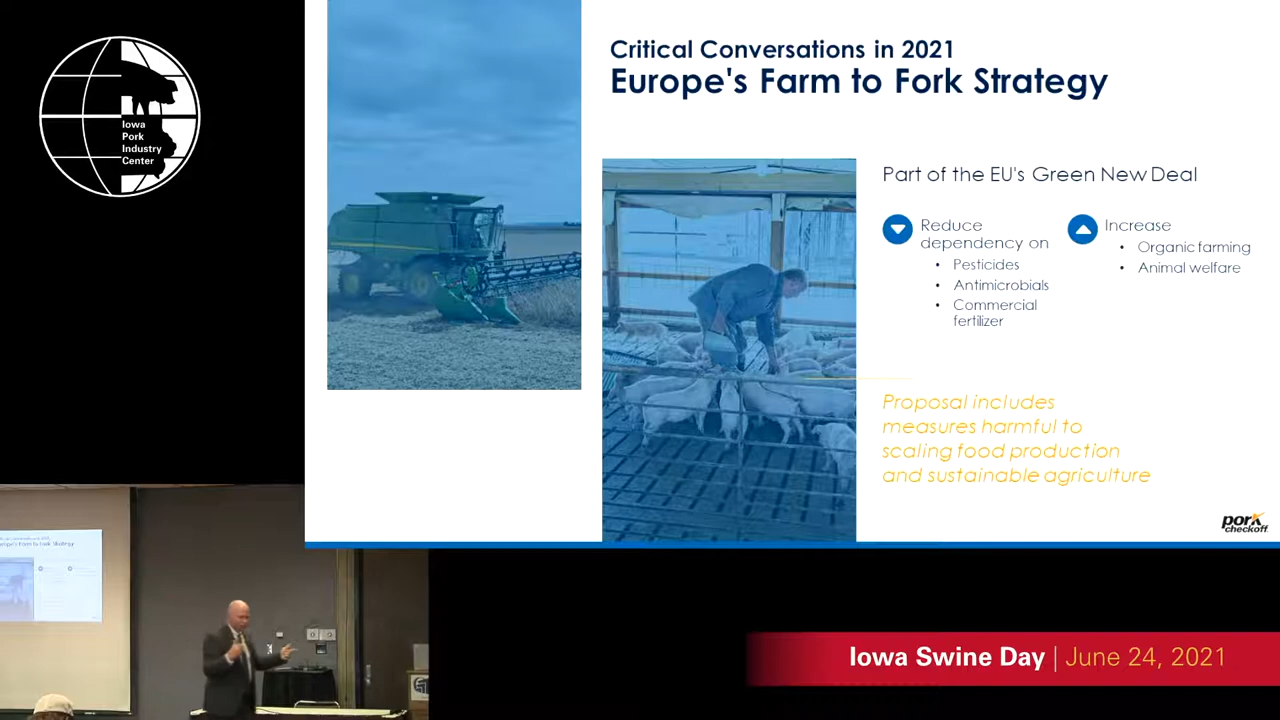 Iowa
Pork
Industry
Center
Critical Conversations in 2021
Europe's Farm to Fork Strategy
Part of the EU's Green New Deal
Reduce
dependency on
• Pesticides
• Antimicrobials
• Commercial
fertilizer
Increase
• Organic farming
• Animal welfare
Proposal includes
measures harmful to
scaling food production
and sustainable agriculture
pork
checkoff.
Iowa Swine Day | June 24, 2021